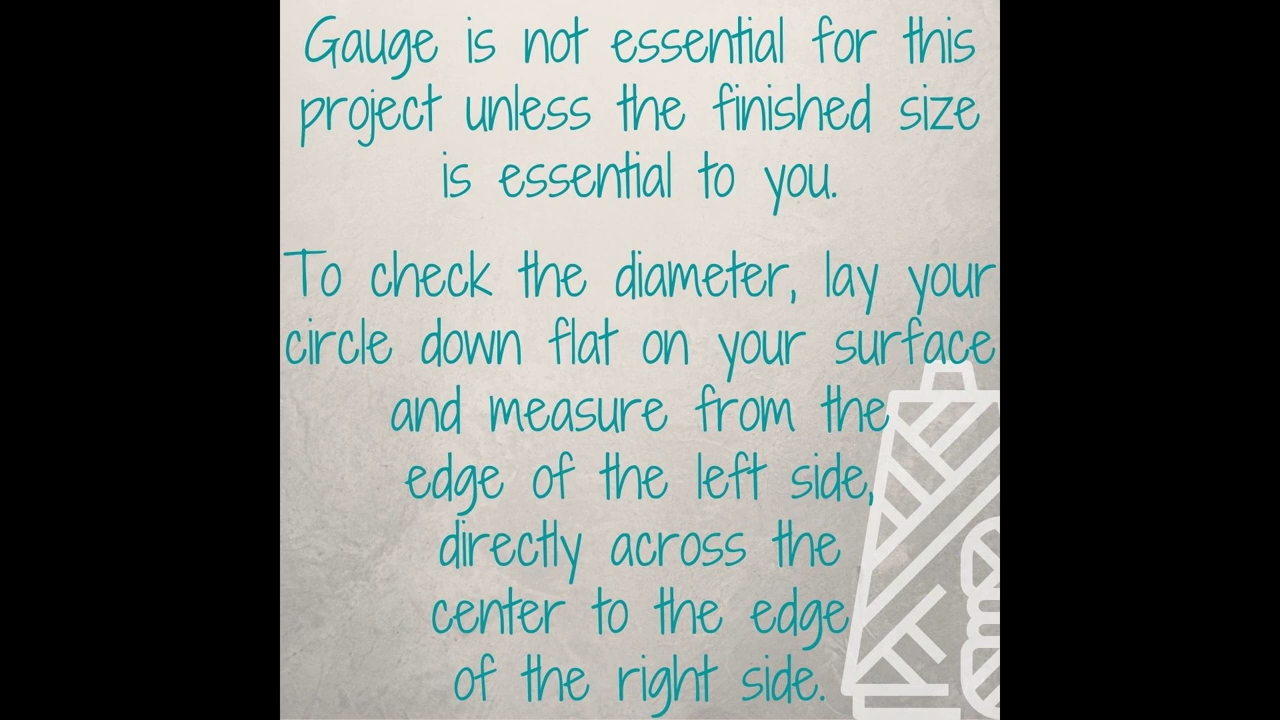 Gauge is not essential for this
project unless the finished size
is essential to you.
To check the diameter, lay your
circle down flat on your surface
and measure from the
edge of the left side,
directly across the
center to the edge
of the right side.